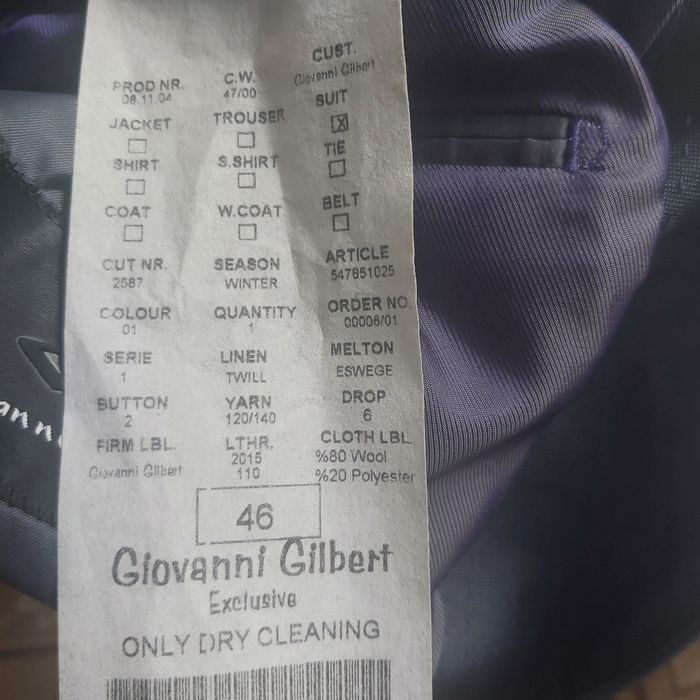 PROD NR. C.W. CUST.
08.11.04 47/00 Giovanni Gilbert
JACKET TROUSER SUIT
SHIRT S.SHIRT TIE
COAT W.COAT BELT
CUT NR. SEASON ARTICLE
2587 WINTER 547851025
COLOUR QUANTITY ORDER NO.
01 1 00006/01
SERIE LINEN MELTON
1 TWILL ESWEGE
BUTTON YARN DROP
2 120/140 6
FIRM LBL. LTHR. CLOTH LBL.
Giovanni Gilbert 2015 %80 Wool
110 %20 Polyester
46
Giovanni Gilbert
Exclusive
ONLY DRY CLEANING